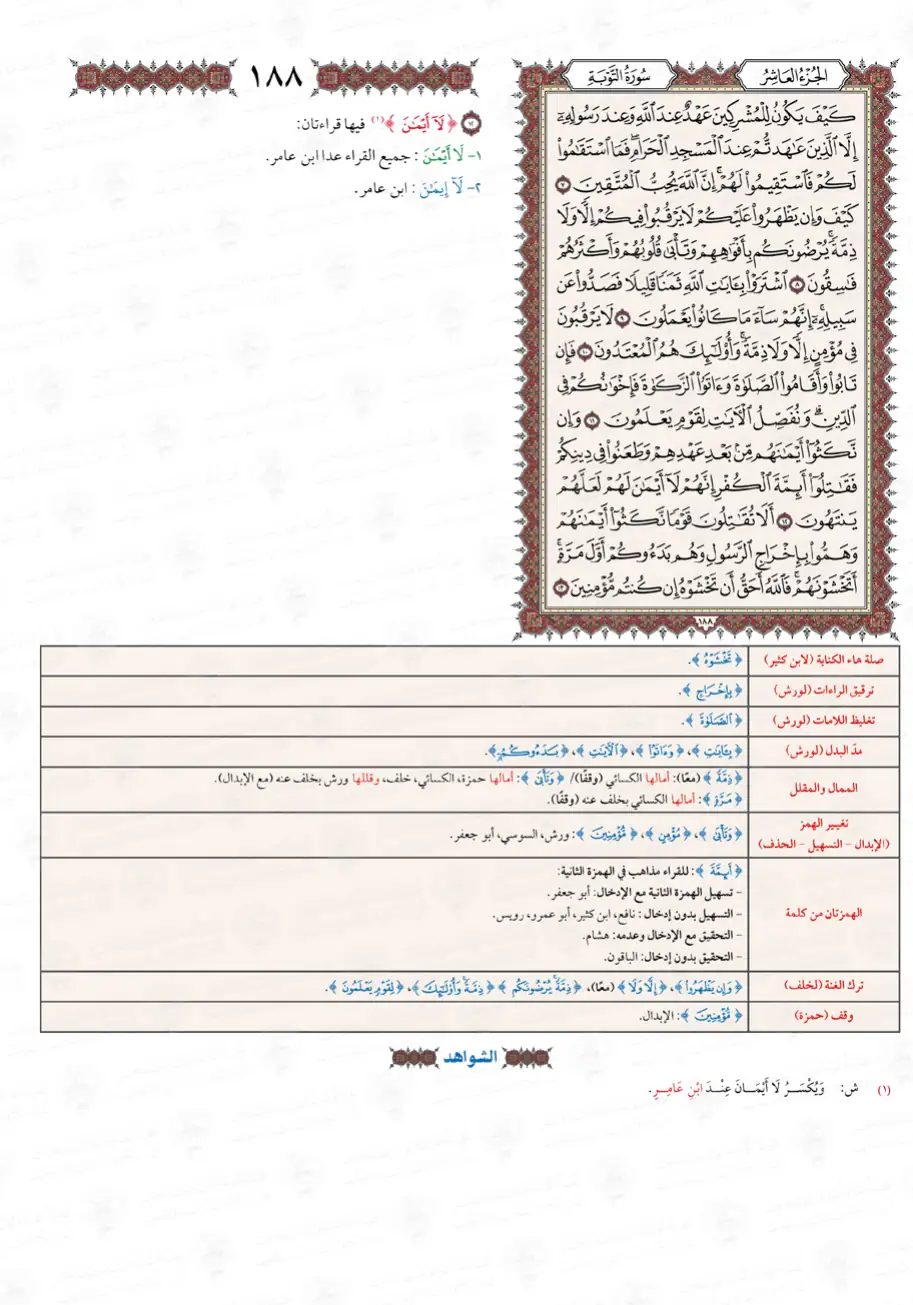 الجُزءُ العَاشِرُ
سُورَةُ التَّوۡبَةِ
كَيۡفَ يَكُونُ لِلۡمُشۡرِكِينَ عَهۡدٌ عِندَ ٱللَّهِ وَعِندَ رَسُولِهِۦٓ
إِلَّا ٱلَّذِينَ عَٰهَدتُّمۡ عِندَ ٱلۡمَسۡجِدِ ٱلۡحَرَامِۖ فَمَا ٱسۡتَقَٰمُواْ
لَكُمۡ فَٱسۡتَقِيمُواْ لَهُمۡۚ إِنَّ ٱللَّهَ يُحِبُّ ٱلۡمُتَّقِينَ ٧
كَيۡفَ وَإِن يَظۡهَرُواْ عَلَيۡكُمۡ لَا يَرۡقُبُواْ فِيكُمۡ إِلّٗا وَلَا
ذِمَّةٗۚ يُرۡضُونَكُم بِأَفۡوَٰهِهِمۡ وَتَأۡبَىٰ قُلُوبُهُمۡ وَأَكۡثَرُهُمۡ
فَٰسِقُونَ ٨ ٱشۡتَرَوۡاْ بِـَٔايَٰتِ ٱللَّهِ ثَمَنٗا قَلِيلٗا فَصَدُّواْ عَن
سَبِيلِهِۦٓۚ إِنَّهُمۡ سَآءَ مَا كَانُواْ يَعۡمَلُونَ ٩ لَا يَرۡقُبُونَ
فِي مُؤۡمِنٍ إِلّٗا وَلَا ذِمَّةٗۚ وَأُوْلَٰٓئِكَ هُمُ ٱلۡمُعۡتَدُونَ ١٠ فَإِن
تَابُواْ وَأَقَامُواْ ٱلصَّلَوٰةَ وَءَاتَوُاْ ٱلزَّكَوٰةَ فَإِخۡوَٰنُكُمۡ فِي
ٱلدِّينِۗ وَنُفَصِّلُ ٱلۡأٓيَٰتِ لِقَوۡمٖ يَعۡلَمُونَ ١١ وَإِن
نَّكَثُوٓاْ أَيۡمَٰنَهُم مِّنۢ بَعۡدِ عَهۡدِهِمۡ وَطَعَنُواْ فِي دِينِكُمۡ
فَقَٰتِلُوٓاْ أَئِمَّةَ ٱلۡكُفۡرِ إِنَّهُمۡ لَآ أَيۡمَٰنَ لَهُمۡ لَعَلَّهُمۡ
يَنتَهُونَ ١٢ أَلَا تُقَٰتِلُونَ قَوۡمٗا نَّكَثُوٓاْ أَيۡمَٰنَهُمۡ
وَهَمُّواْ بِإِخۡرَاجِ ٱلرَّسُولِ وَهُم بَدَءُوكُمۡ أَوَّلَ مَرَّةٍۚ
أَتَخۡشَوۡنَهُمۡۚ فَٱللَّهُ أَحَقُّ أَن تَخۡشَوۡهُ إِن كُنتُم مُّؤۡمِنِينَ ١٣
١٨٨
١٨٨
١٢ ﴿ لَآ أَيۡمَٰنَ ﴾(١) فيها قراءتان:
١- لَآ أَيۡمَٰنَ : جميع القراء عدا ابن عامر.
٢- لَآ إِيمَٰنَ : ابن عامر.
صلة هاء الكناية (لابن كثير) ﴿ تَخۡشَوۡهُ ﴾.
ترقيق الراءات (لورش) ﴿ بِإِخۡرَاجِ ﴾.
تغليظ اللامات (لورش) ﴿ ٱلصَّلَوٰةَ ﴾.
مدّ البدل (لورش) ﴿ بِـَٔايَٰتِ ﴾، ﴿ وَءَاتَوُاْ ﴾، ﴿ ٱلۡأٓيَٰتِ ﴾، ﴿ بَدَءُوكُمۡ ﴾.
الممال والمقلل ﴿ ذِمَّةٗ ﴾ (معًا): أمالها الكسائي (وقفًا)/ ﴿ وَتَأۡبَىٰ ﴾: أمالها حمزة، الكسائي، خلف، وقللها ورش بخلف عنه (مع الإبدال).
﴿ مَرَّةٍ ﴾: أمالها الكسائي بخلف عنه (وقفًا).
تغيير الهمز
(الإبدال - التسهيل - الحذف) ﴿ وَتَأۡبَىٰ ﴾، ﴿ مُؤۡمِنٍ ﴾، ﴿ مُّؤۡمِنِينَ ﴾: ورش، السوسي، أبو جعفر.
الهمزتان من كلمة ﴿ أَئِمَّةَ ﴾: للقراء مذاهب في الهمزة الثانية:
- تسهيل الهمزة الثانية مع الإدخال: أبو جعفر.
- التسهيل بدون إدخال : نافع، ابن كثير، أبو عمرو، رويس.
- التحقيق مع الإدخال وعدمه: هشام.
- التحقيق بدون إدخال: الباقون.
ترك الغنة (لخلف) ﴿ وَإِن يَظۡهَرُواْ ﴾، ﴿ إِلّٗا وَلَا ﴾ (معًا)، ﴿ ذِمَّةٗۚ يُرۡضُونَكُم ﴾ ﴿ ذِمَّةٗۚ وَأُوْلَٰٓئِكَ ﴾، ﴿ لِقَوۡمٖ يَعۡلَمُونَ ﴾.
وقف (حمزة) ﴿ مُّؤۡمِنِينَ ﴾: الإبدال.
الشواهد
(١) ش: وَيُكْسَرُ لَا أَيْمَانَ عِنْدَ ابْنِ عَامِرٍ.